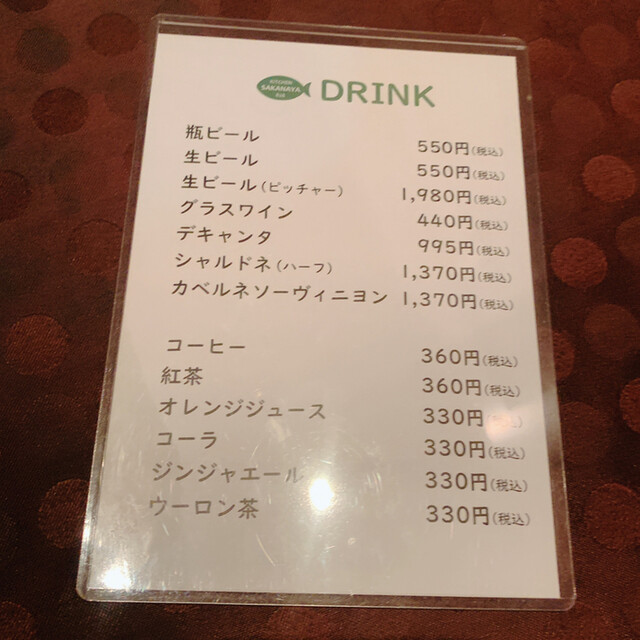 KITCHEN
SAKANAYA
DRINK
瓶ビール 550円(税込)
生ビール 550円(税込)
生ビール(ピッチャー) 1,980円(税込)
グラスワイン 440円(税込)
デキャンタ 995円(税込)
シャルドネ(ハーフ) 1,370円(税込)
カベルネソーヴィニヨン 1,370円(税込)
コーヒー 360円(税込)
紅茶 360円(税込)
オレンジジュース 330円
コーラ 330円(税込)
ジンジャエール 330円(税込)
ウーロン茶 330円(税込)